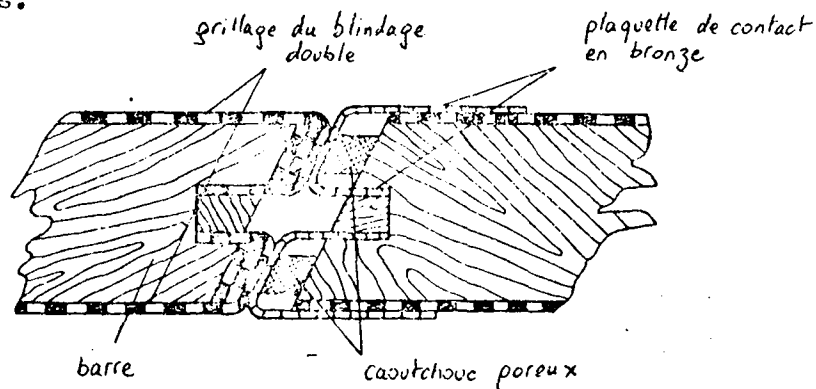 grillage du blindage
double
plaquette de contact
en bronze
barre
caoutchouc poreux